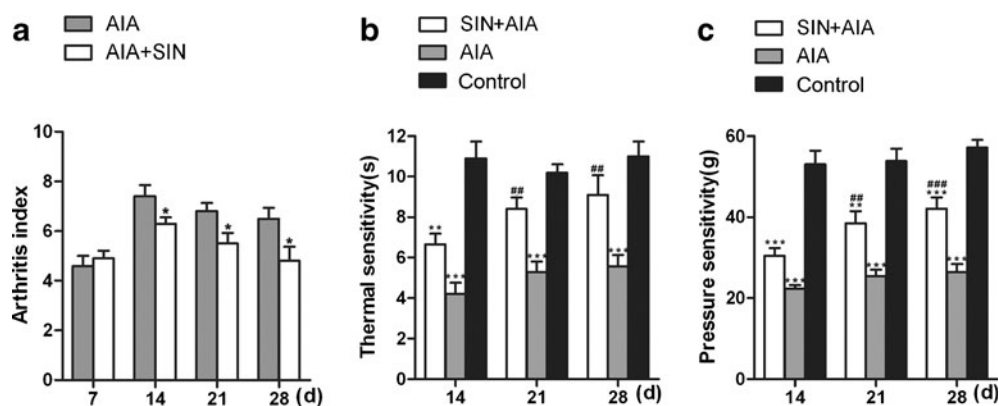 a
AIA
AIA+SIN
Arthritis index
10
8
6
4
2
0
* * *
7 14 21 28 (d)
b
SIN+AIA
AIA
Control
Thermal sensitivity(s)
12
10
8
6
4
2
0
** *** ## *** ## ***
14 21 28 (d)
c
SIN+AIA
AIA
Control
Pressure sensitivity(g)
60
40
20
0
*** *** ## ** *** ### *** ***
14 21 28 (d)